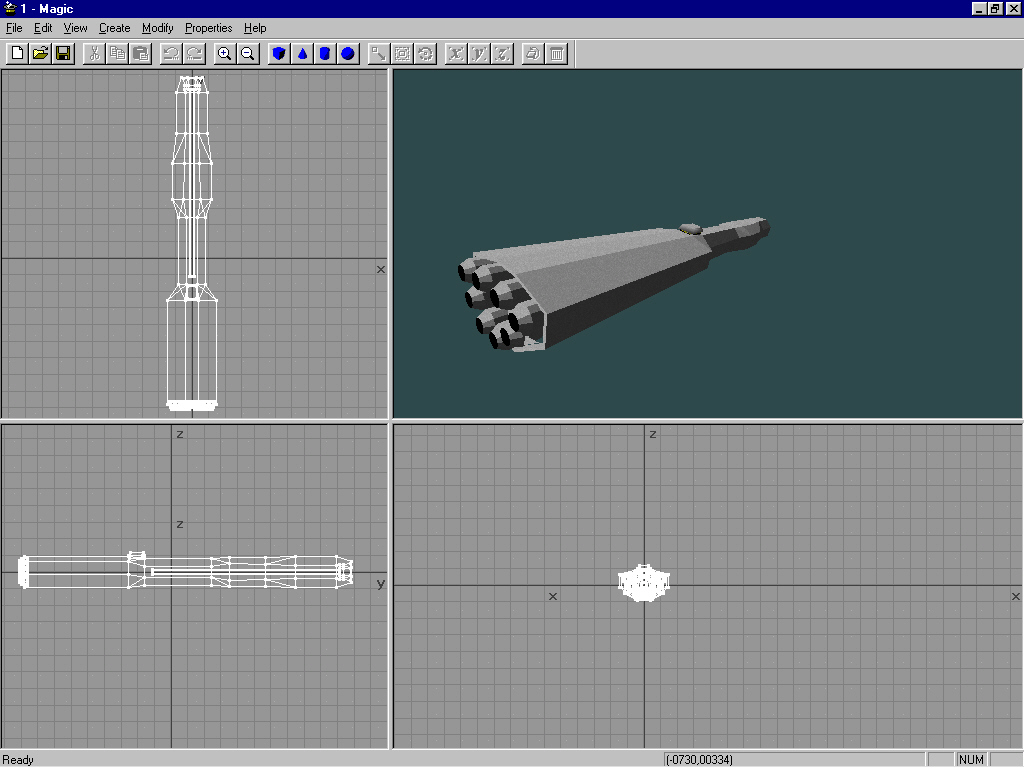 1 - Magic
File Edit View Create Modify Properties Help
x y z
x
z
z
y
z
x x
Ready (-0730,00334) NUM